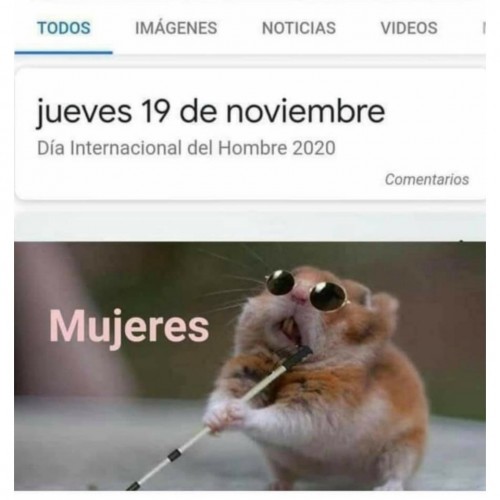 TODOS IMÁGENES NOTICIAS VIDEOS
jueves 19 de noviembre
Día Internacional del Hombre 2020
Comentarios
Mujeres